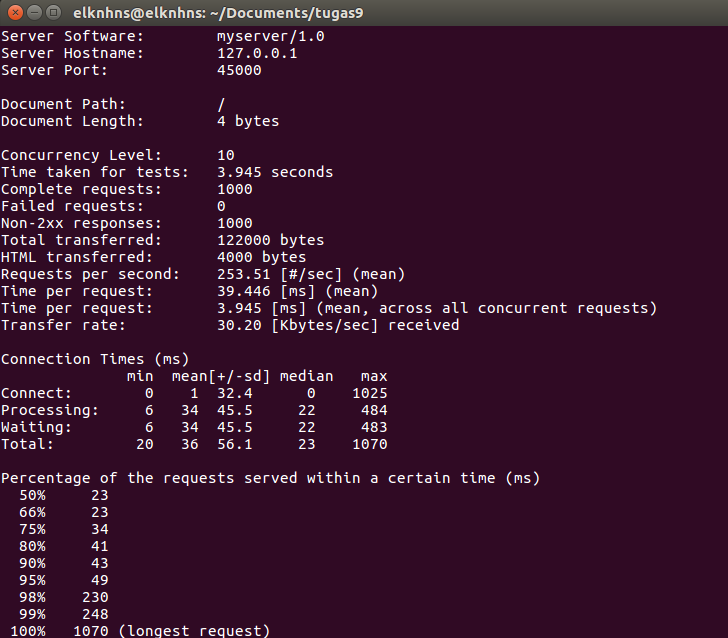 elknhns@elknhns: ~/Documents/tugas9
Server Software:        myserver/1.0
Server Hostname:        127.0.0.1
Server Port:            45000

Document Path:          /
Document Length:        4 bytes

Concurrency Level:      10
Time taken for tests:   3.945 seconds
Complete requests:      1000
Failed requests:        0
Non-2xx responses:      1000
Total transferred:      122000 bytes
HTML transferred:       4000 bytes
Requests per second:    253.51 [#/sec] (mean)
Time per request:       39.446 [ms] (mean)
Time per request:       3.945 [ms] (mean, across all concurrent requests)
Transfer rate:          30.20 [Kbytes/sec] received

Connection Times (ms)
              min  mean[+/-sd] median   max
Connect:        0    1  32.4      0    1025
Processing:     6   34  45.5     22     484
Waiting:        6   34  45.5     22     483
Total:         20   36  56.1     23    1070

Percentage of the requests served within a certain time (ms)
  50%     23
  66%     23
  75%     34
  80%     41
  90%     43
  95%     49
  98%    230
  99%    248
 100%   1070 (longest request)